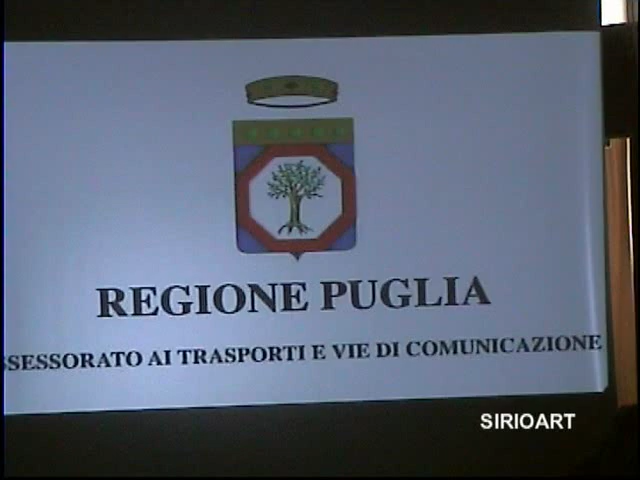 REGIONE PUGLIA
SSESSORATO AI TRASPORTI E VIE DI COMUNICAZIONE
SIRIOART